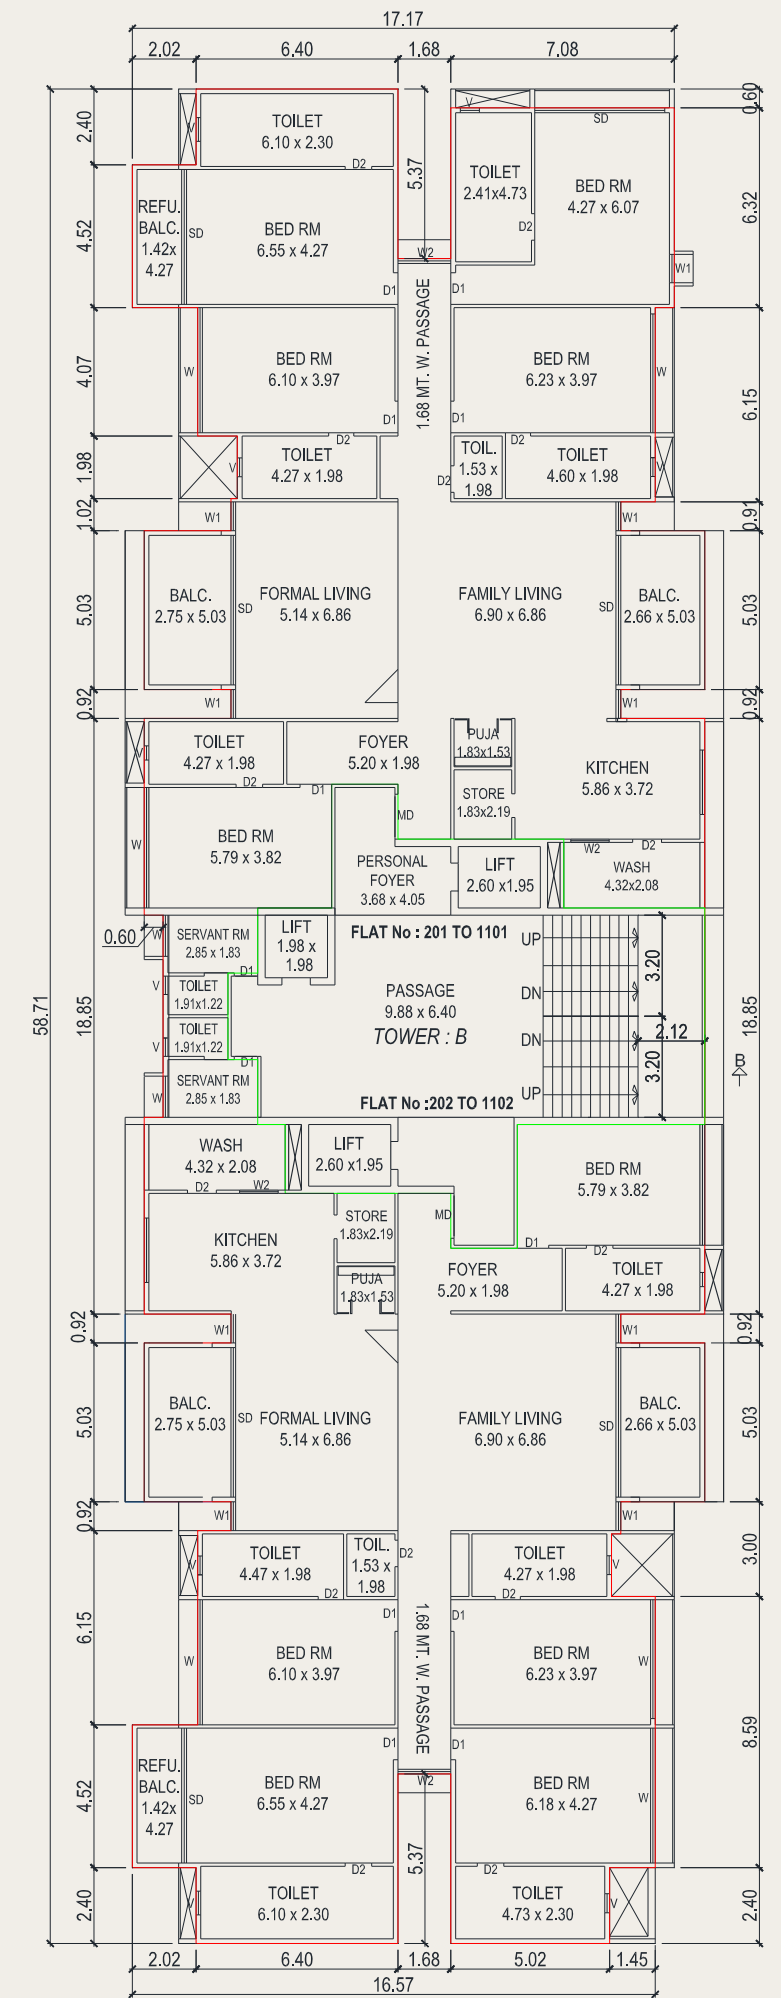 17.17
2.02
6.40
1.68
7.08
0.60
2.40
V
TOILET
6.10 x 2.30
D2
5.37
SD
TOILET
2.41x4.73
BED RM
4.27 x 6.07
D2
6.32
4.52
REFU.
BALC.
1.42x
4.27
SD
BED RM
6.55 x 4.27
D1
W2
D1
W1
4.07
W
BED RM
6.10 x 3.97
D1
1.68 MT. W. PASSAGE
BED RM
6.23 x 3.97
D1
W
6.15
1.98
V
TOILET
4.27 x 1.98
D2
TOIL.
1.53 x
1.98
D2
D2
TOILET
4.60 x 1.98
V
1.02
W1
W1
0.91
5.03
BALC.
2.75 x 5.03
SD
FORMAL LIVING
5.14 x 6.86
FAMILY LIVING
6.90 x 6.86
SD
BALC.
2.66 x 5.03
5.03
0.92
W1
W1
0.92
V
TOILET
4.27 x 1.98
D2
FOYER
5.20 x 1.98
D1
PUJA
1.83x1.53
KITCHEN
5.86 x 3.72
STORE
1.83x2.19
MD
W
BED RM
5.79 x 3.82
PERSONAL
FOYER
3.68 x 4.05
LIFT
2.60 x1.95
W2
D2
WASH
4.32x2.08
0.60
W
SERVANT RM
2.85 x 1.83
D1
LIFT
1.98 x
1.98
FLAT No : 201 TO 1101
UP
3.20
V
TOILET
1.91x1.22
PASSAGE
9.88 x 6.40
TOWER : B
DN
58.71
18.85
V
TOILET
1.91x1.22
D1
DN
2.12
18.85
B
W
SERVANT RM
2.85 x 1.83
FLAT No :202 TO 1102
UP
3.20
WASH
4.32 x 2.08
D2
W2
LIFT
2.60 x1.95
BED RM
5.79 x 3.82
KITCHEN
5.86 x 3.72
STORE
1.83x2.19
MD
D1
D2
PUJA
1.83x1.53
FOYER
5.20 x 1.98
TOILET
4.27 x 1.98
V
0.92
W1
W1
0.92
5.03
BALC.
2.75 x 5.03
SD
FORMAL LIVING
5.14 x 6.86
FAMILY LIVING
6.90 x 6.86
SD
BALC.
2.66 x 5.03
5.03
0.92
W1
W1
V
TOILET
4.47 x 1.98
D2
TOIL.
1.53 x
1.98
D2
TOILET
4.27 x 1.98
D2
V
3.00
6.15
W
BED RM
6.10 x 3.97
D1
1.68 MT. W. PASSAGE
D1
BED RM
6.23 x 3.97
W
8.59
4.52
REFU.
BALC.
1.42x
4.27
SD
BED RM
6.55 x 4.27
D1
D1
W2
BED RM
6.18 x 4.27
W
2.40
V
TOILET
6.10 x 2.30
D2
5.37
D2
TOILET
4.73 x 2.30
V
2.40
2.02
6.40
1.68
5.02
1.45
16.57